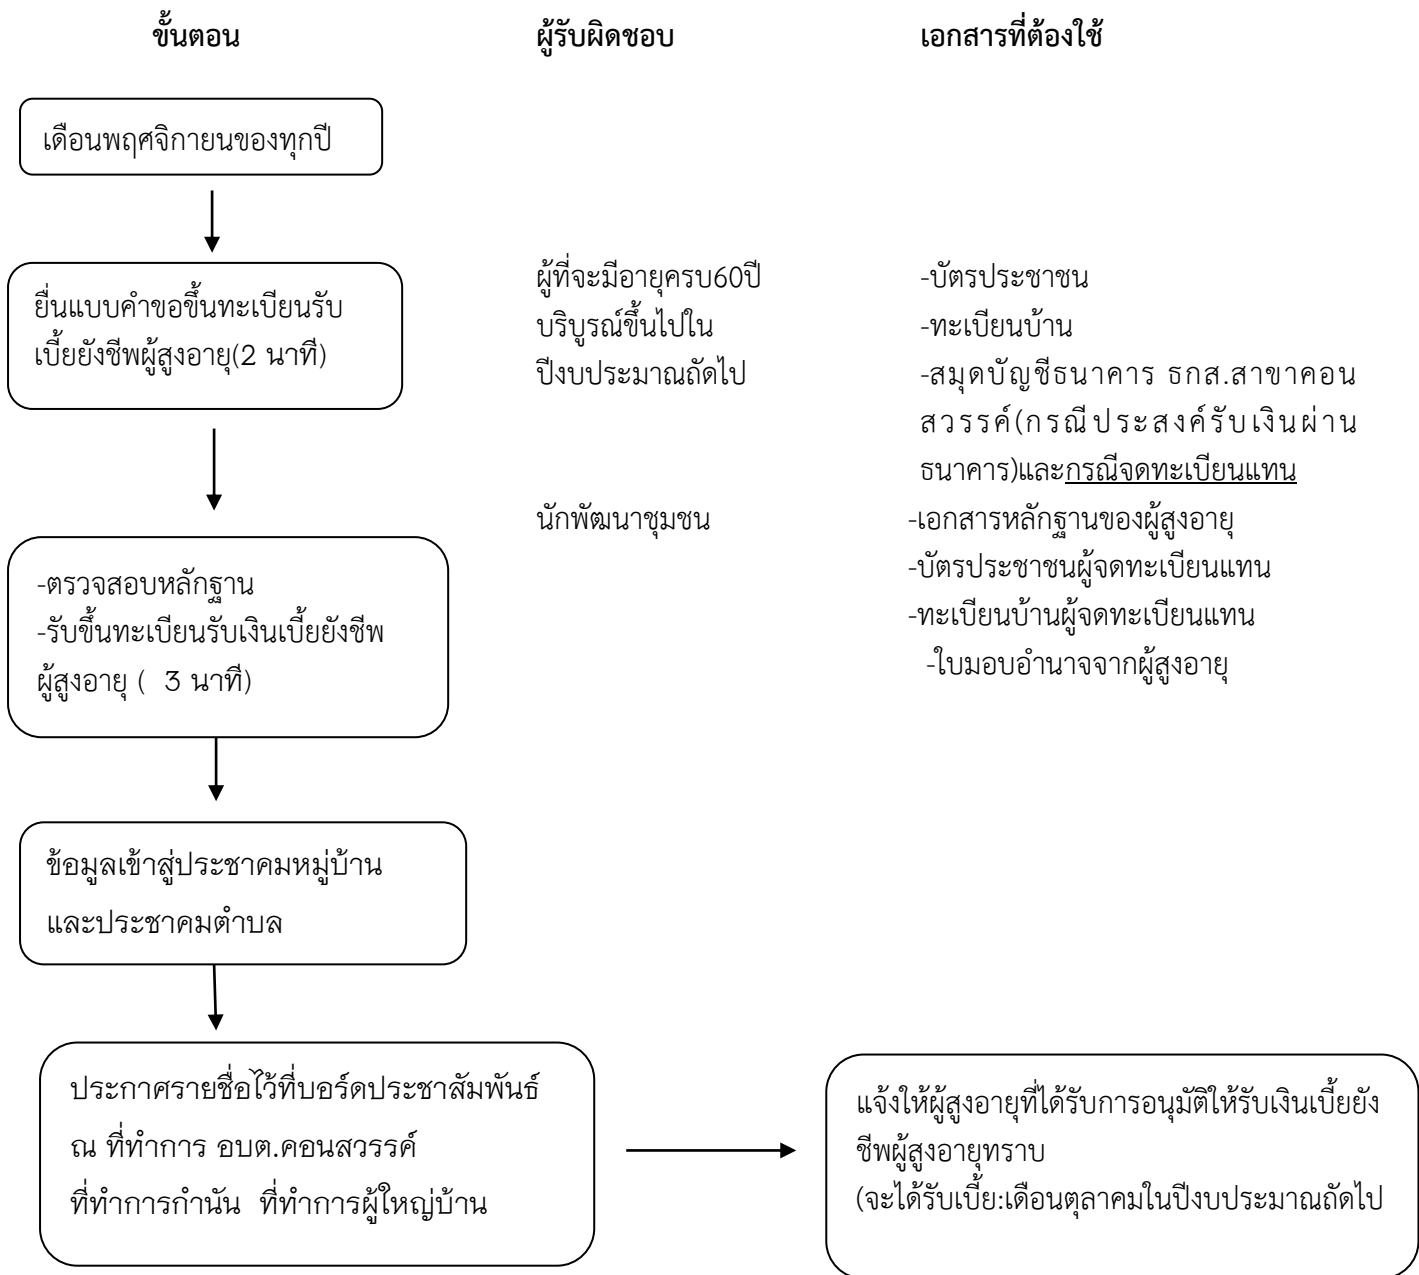 ขั้นตอน
ผู้รับผิดชอบ
เอกสารที่ต้องใช้
เดือนพฤศจิกายนของทุกปี
ยื่นแบบคำขอขึ้นทะเบียนรับ
เบี้ยยังชีพผู้สูงอายุ(2 นาที)
ผู้ที่จะมีอายุครบ60ปี
บริบูรณ์ขึ้นไปใน
ปีงบประมาณถัดไป
-บัตรประชาชน
-ทะเบียนบ้าน
-สมุดบัญชีธนาคาร ธกส.สาขาคอน
สวรรค์(กรณีประสงค์รับเงินผ่าน
ธนาคาร)และกรณีจดทะเบียนแทน
-ตรวจสอบหลักฐาน
-รับขึ้นทะเบียนรับเงินเบี้ยยังชีพ
ผู้สูงอายุ ( 3 นาที)
นักพัฒนาชุมชน
-เอกสารหลักฐานของผู้สูงอายุ
-บัตรประชาชนผู้จดทะเบียนแทน
-ทะเบียนบ้านผู้จดทะเบียนแทน
-ใบมอบอำนาจจากผู้สูงอายุ
ข้อมูลเข้าสู่ประชาคมหมู่บ้าน
และประชาคมตำบล
ประกาศรายชื่อไว้ที่บอร์ดประชาสัมพันธ์
ณ ที่ทำการ อบต.คอนสวรรค์
ที่ทำการกำนัน ที่ทำการผู้ใหญ่บ้าน
แจ้งให้ผู้สูงอายุที่ได้รับการอนุมัติให้รับเงินเบี้ยยัง
ชีพผู้สูงอายุทราบ
(จะได้รับเบี้ย:เดือนตุลาคมในปีงบประมาณถัดไป